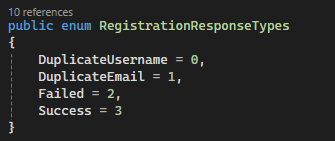 10 references
public enum RegistrationResponseTypes
{
DuplicateUsername = 0,
DuplicateEmail = 1,
Failed = 2,
Success = 3
}